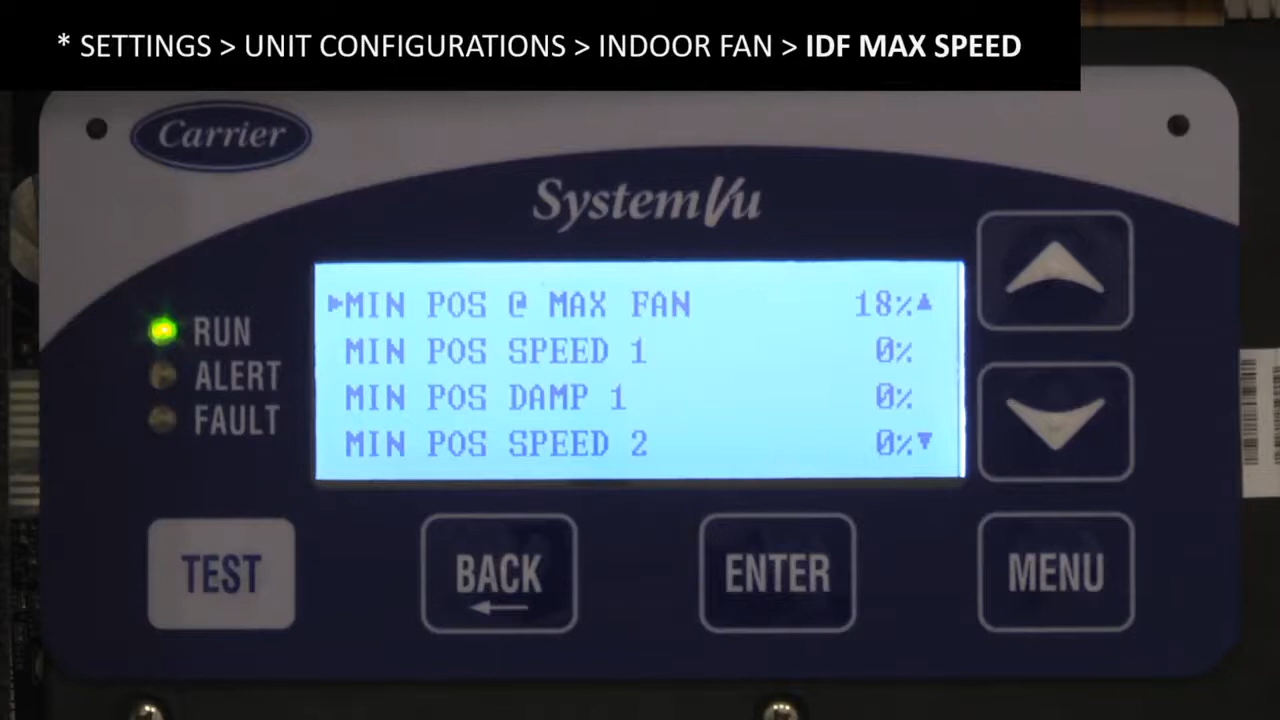 * SETTINGS > UNIT CONFIGURATIONS > INDOOR FAN > IDF MAX SPEED
Carrier
SystemVu
MIN POS @ MAX FAN 18%
MIN POS SPEED 1 0%
MIN POS DAMP 1 0%
MIN POS SPEED 2 0%
RUN
ALERT
FAULT
TEST
BACK
ENTER
MENU